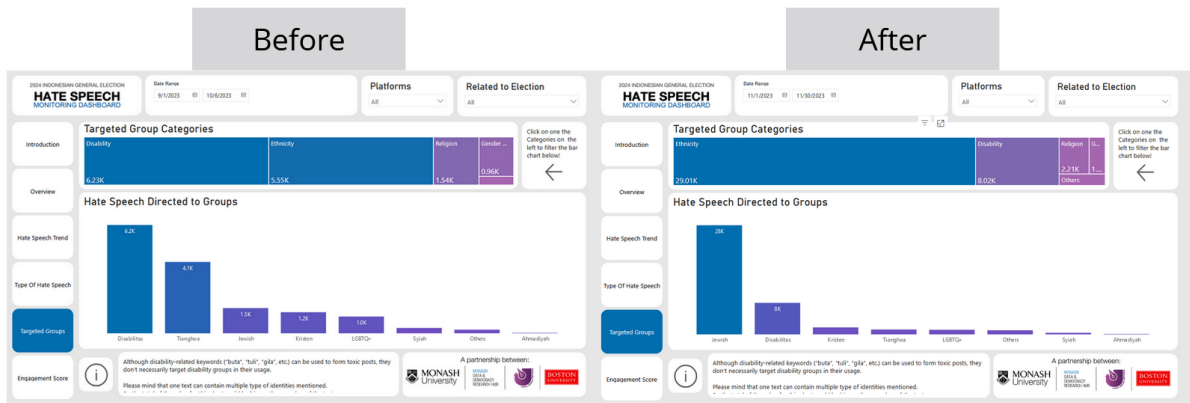 Before
2024 INDONESIAN GENERAL ELECTION
HATE SPEECH
MONITORING DASHBOARD
Date Range
9/1/2023 10/6/2023
Platforms
All
Related to Election
All
Introduction
Overview
Hate Speech Trend
Type Of Hate Speech
Targeted Groups
Engagement Score
Targeted Group Categories
Disability
6.23K
Ethnicity
5.55K
Religion
1.54K
Gender ...
0.96K
Click on one the
Categories on the
left to filter the bar
chart below!
Hate Speech Directed to Groups
6.2K
4.1K
1.5K
1.2K
1.0K
Disabilitas Tionghoa Jewish Kristen LGBTQ+ Syiah Others Ahmadiyah
Although disability-related keywords ("buta", "tuli", "gila", etc.) can be used to form toxic posts, they
don't necessarily target disability groups in their usage.
Please mind that one text can contain multiple type of identities mentioned.
A partnership between:
MONASH
University
MONASH
DATA &
DEMOCRACY
RESEARCH HUB
BOSTON
UNIVERSITY
After
2024 INDONESIAN GENERAL ELECTION
HATE SPEECH
MONITORING DASHBOARD
Date Range
11/1/2023 11/30/2023
Platforms
All
Related to Election
All
Introduction
Overview
Hate Speech Trend
Type Of Hate Speech
Targeted Groups
Engagement Score
Targeted Group Categories
Ethnicity
29.01K
Disability
8.02K
Religion
2.21K
G...
1...
Others
Click on one the
Categories on the
left to filter the bar
chart below!
Hate Speech Directed to Groups
28K
8K
Jewish Disabilitas Kristen Tionghoa LGBTQ+ Others Syiah Ahmadiyah
Although disability-related keywords ("buta", "tuli", "gila", etc.) can be used to form toxic posts, they
don't necessarily target disability groups in their usage.
Please mind that one text can contain multiple type of identities mentioned.
A partnership between:
MONASH
University
MONASH
DATA &
DEMOCRACY
RESEARCH HUB
BOSTON
UNIVERSITY